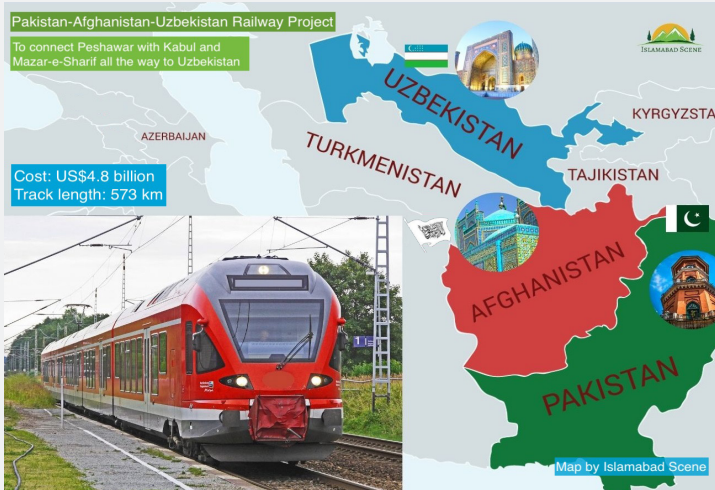 Pakistan-Afghanistan-Uzbekistan Railway Project
To connect Peshawar with Kabul and
Mazar-e-Sharif all the way to Uzbekistan
ISLAMABAD SCENE
UZBEKISTAN
KYRGYZSTA
AZERBAIJAN
TURKMENISTAN
TAJIKISTAN
Cost: US$4.8 billion
Track length: 573 km
AFGHANISTAN
PAKISTAN
1
Map by Islamabad Scene